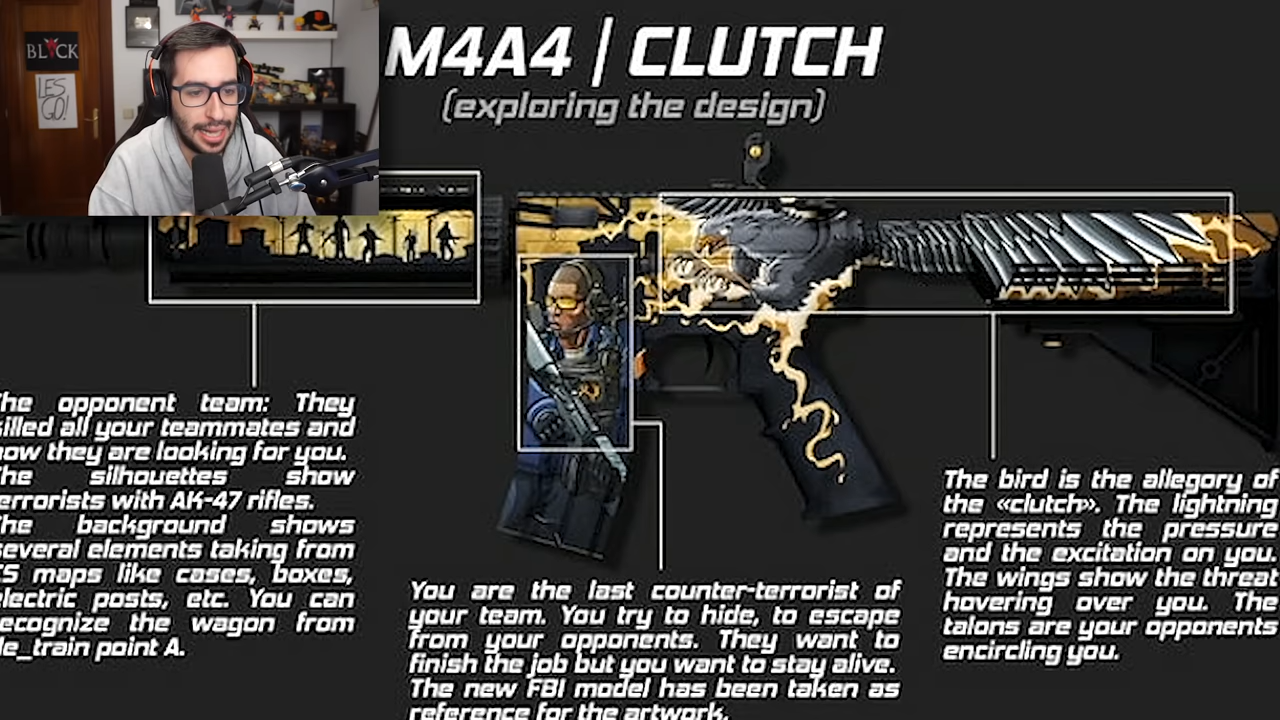 BLACK
LES
GO!
M4A4 | CLUTCH
(exploring the design)
he opponent team: They
killed all your teammates and
now they are looking for you.
he silhouettes show
errorists with AK-47 rifles.
he background shows
several elements taking from
CS maps like cases, boxes,
electric posts, etc. You can
recognize the wagon from
de_train point A.
You are the last counter-terrorist of
your team. You try to hide, to escape
from your opponents. They want to
finish the job but you want to stay alive.
The new FBI model has been taken as
reference for the artwork.
The bird is the allegory of
the «clutch». The lightning
represents the pressure
and the excitation on you.
The wings show the threat
hovering over you. The
talons are your opponents
encircling you.